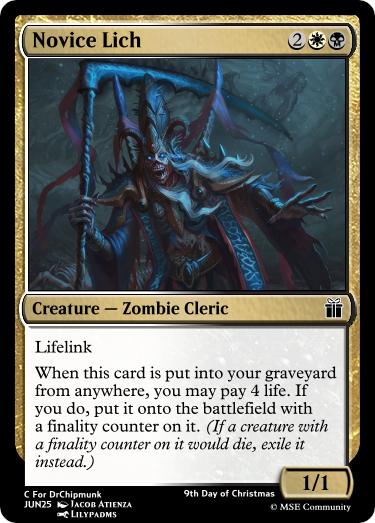 Novice Lich 2
Creature — Zombie Cleric
Lifelink
When this card is put into your graveyard
from anywhere, you may pay 4 life. If
you do, put it onto the battlefield with
a finality counter on it. (If a creature with
a finality counter on it would die, exile it
instead.)
1/1
C For DrChipmunk 9th Day of Christmas
JUN25 Jacob Atienza © MSE Community
Lilypadms